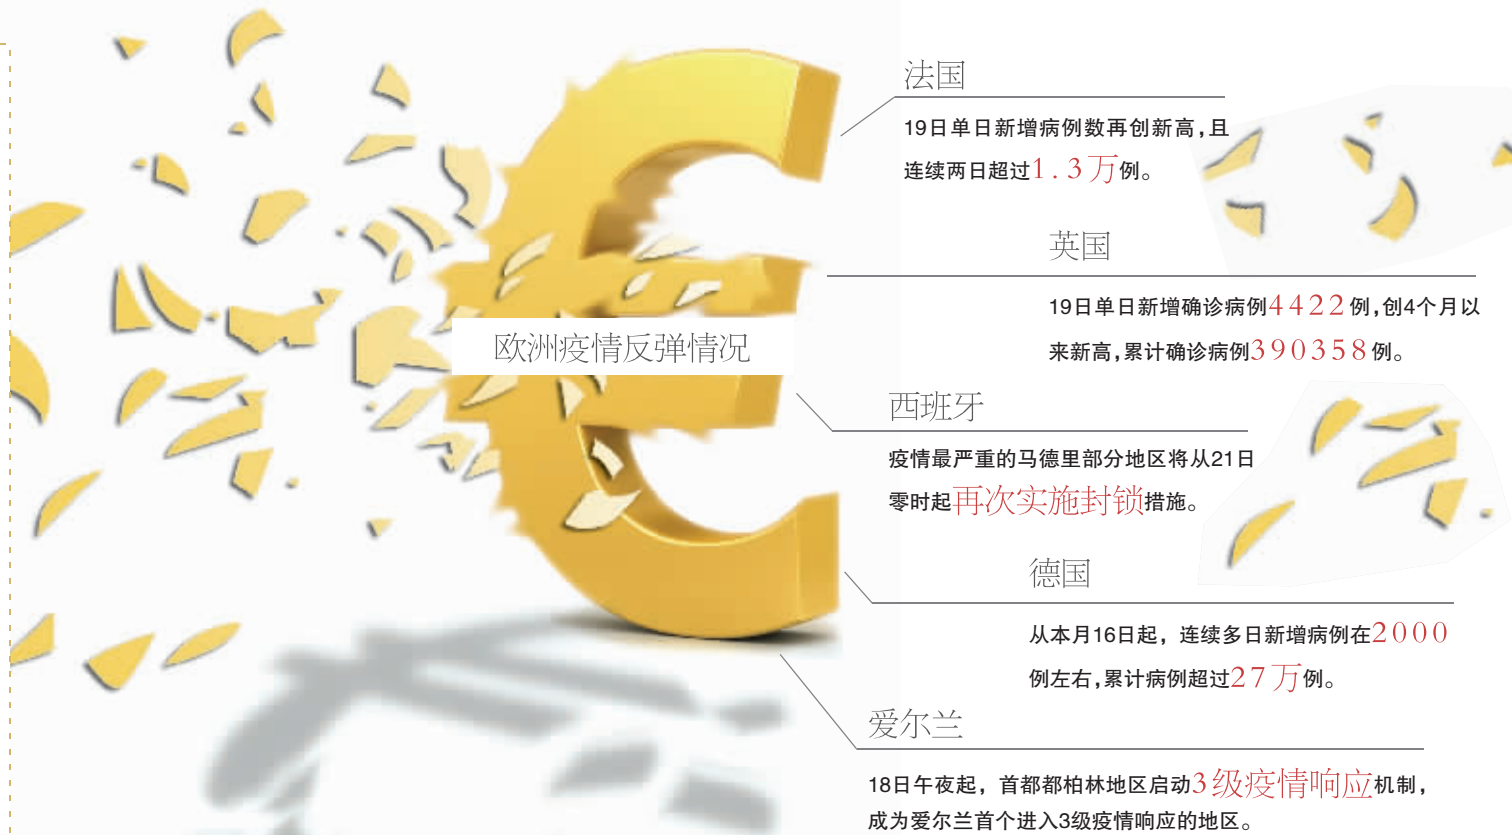 法国
19日单日新增病例数再创新高,且
连续两日超过1.3万例。
英国
19日单日新增确诊病例4422例,创4个月以
来新高,累计确诊病例390358例。
欧洲疫情反弹情况
西班牙
疫情最严重的马德里部分地区将从21日
零时起再次实施封锁措施。
德国
从本月16日起，连续多日新增病例在2000
例左右,累计病例超过27万例。
爱尔兰
18日午夜起，首都都柏林地区启动3级疫情响应机制，
成为爱尔兰首个进入3级疫情响应的地区。